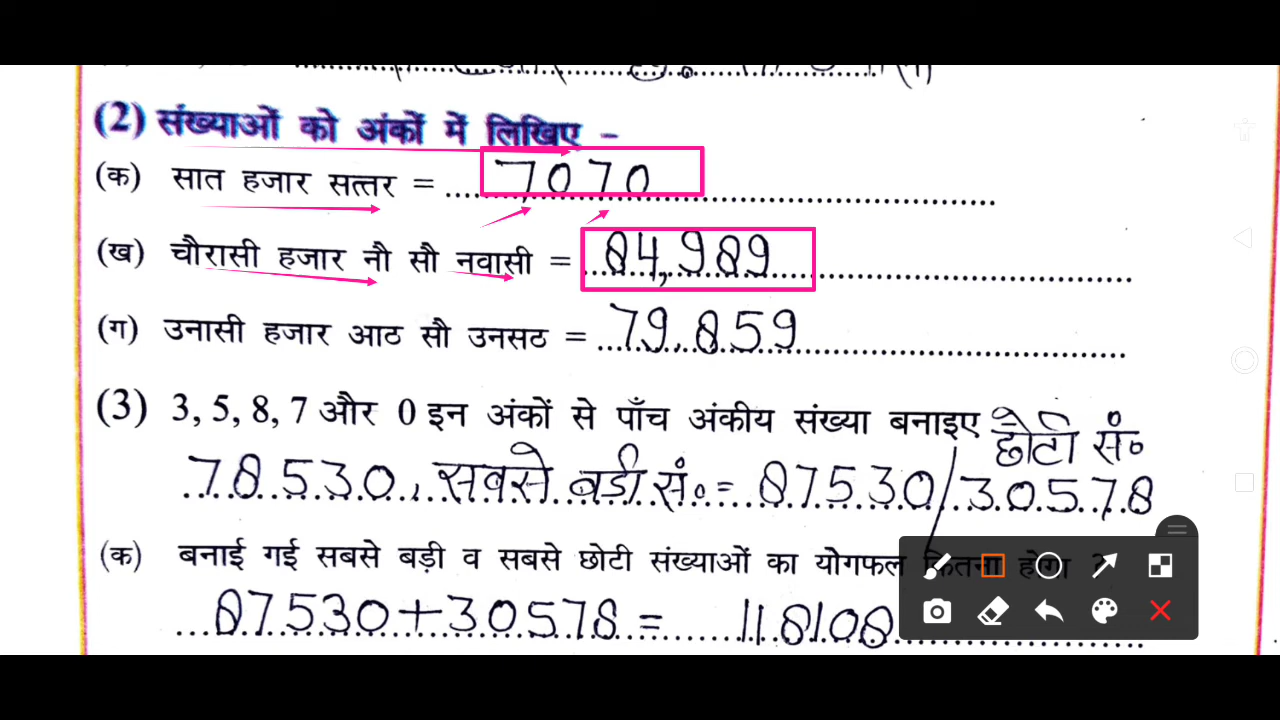 (2) संख्याओं को अंकों में लिखिए -
(क) सात हजार सत्तर = 7070
(ख) चौरासी हजार नौ सौ नवासी = 84,989
(ग) उनासी हजार आठ सौ उनसठ = 79,859
(3) 3, 5, 8, 7 और 0 इन अंकों से पाँच अंकीय संख्या बनाइए छोटी सं०
78530, सबसे बड़ी सं०= 87530/30578
(क) बनाई गई सबसे बड़ी व सबसे छोटी संख्याओं का योगफल कितना होगा ?
87530+30578 = 118108